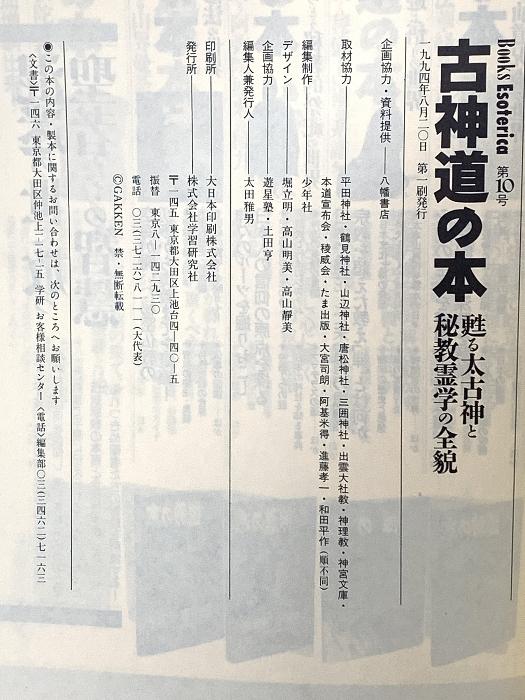 Books Esoterica 第10号
古神道の本
甦る太古神と
秘教霊学の全貌
一九九四年八月二〇日　第一刷発行
企画協力・資料提供――八幡書店
取材協力――平田神社・鶴見神社・山辺神社・唐松神社・三囲神社・出雲大社教・神理教・神宮文庫・
本道宣布会・稜威会・たま出版・大宮司朗・阿基米得・進藤孝一・和田平作（順不同）
編集制作――少年社
デザイン――堀立明・高山明美・高山靜美
企画協力――遊星塾・土田亨
編集人兼発行人――太田雅男
印刷所――大日本印刷株式会社
発行所――株式会社学習研究社
〒一四五　東京都大田区上池台四―四〇―五
振替　東京八―一四二九三〇
電話　〇三（三七二六）八一一一（大代表）
©GAKKEN　禁・無断転載
◉この本の内容・製本に関するお問い合わせは、次のところへお願いします
〈文書〉〒一四六　東京都大田区仲池上一―一七―一五　学研　お客様相談センター　〈電話〉編集部〇三（三四六二）七一六三